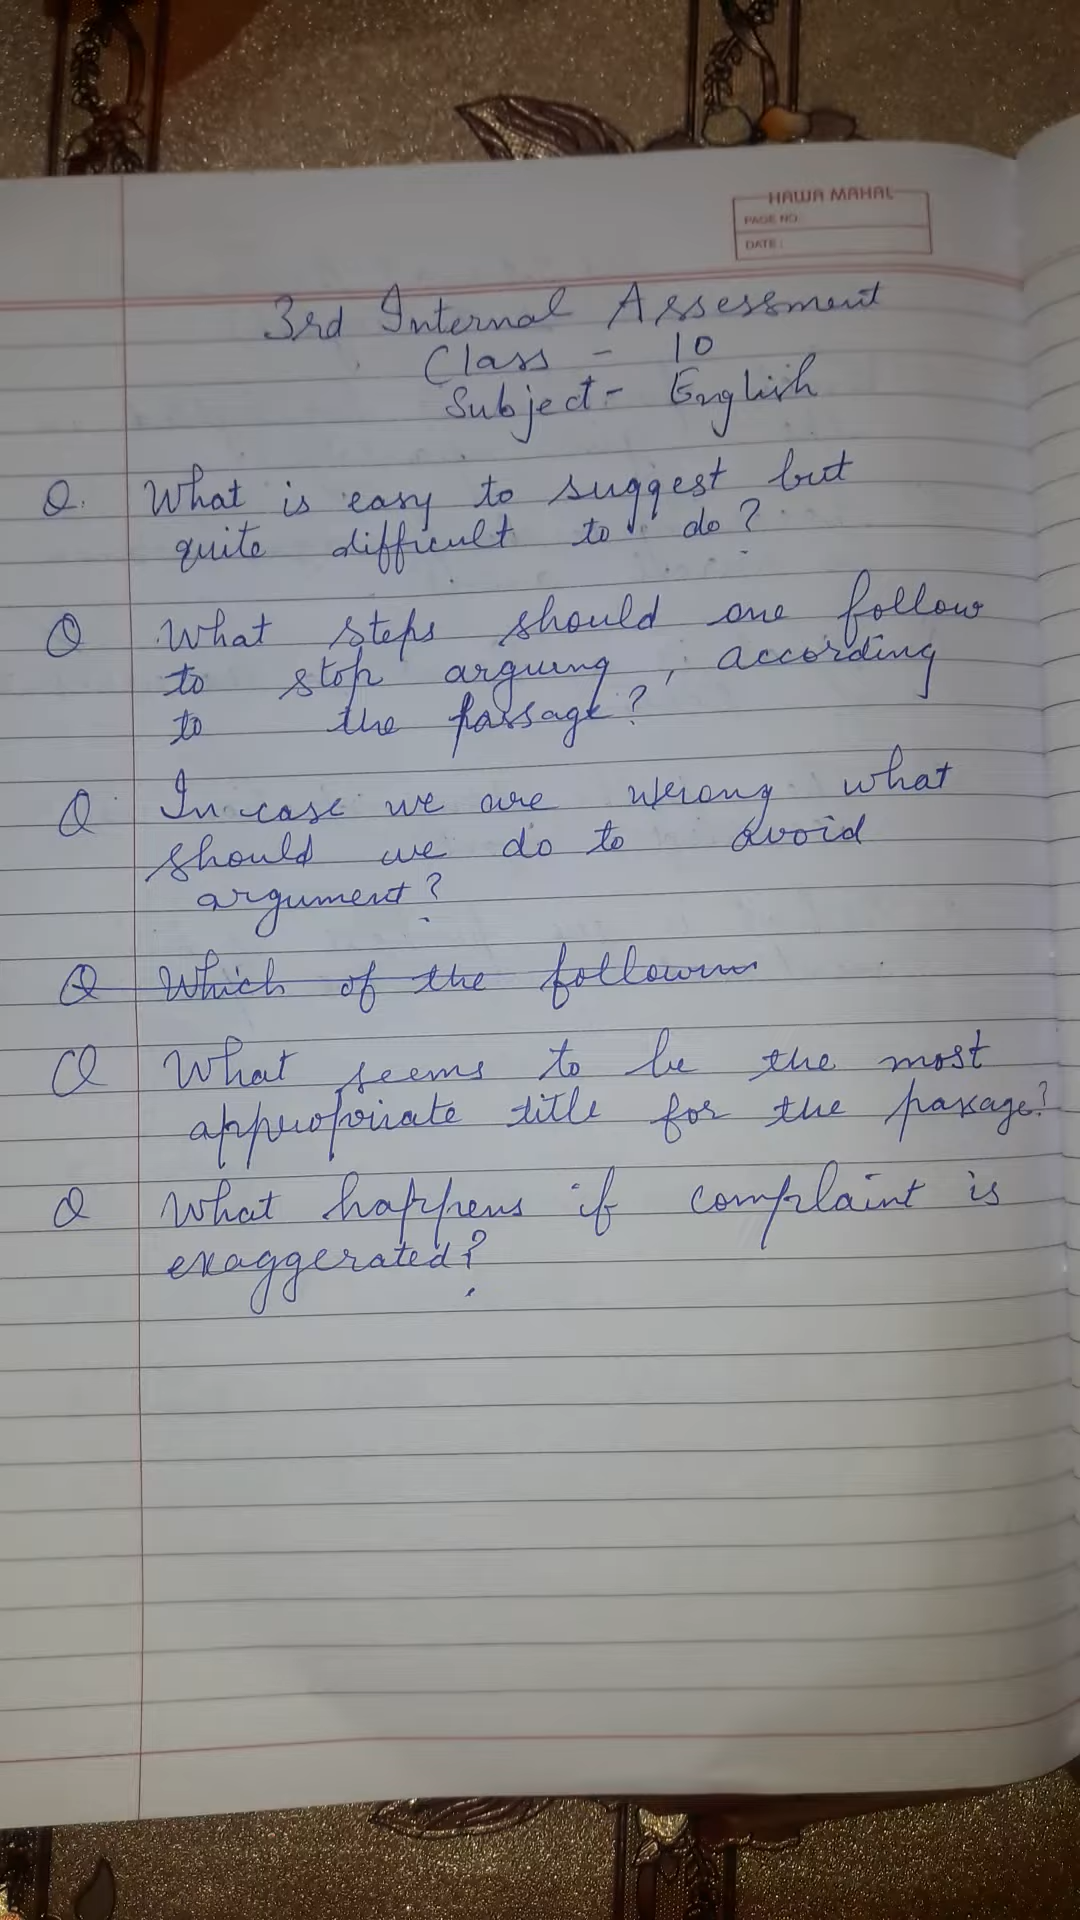 HAWA MAHAL
PAGE NO.
DATE:
3rd Internal Assessment
Class - 10
Subject - English
Q. What is easy to suggest but
quite difficult to do?
Q What steps should one follow
to stop arguing, according
to the passage?
Q In case we are wrong what
should we do to avoid
argument?
Q Which of the followin
Q What seems to be the most
appropriate title for the passage?
Q What happens if complaint is
exaggerated?